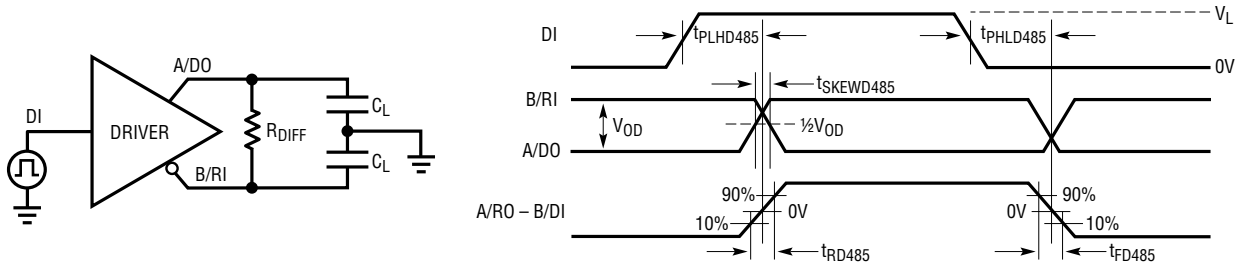 A/DO
DI
DRIVER
R_DIFF
C_L
C_L
B/RI
DI
t_PLHD485
t_PHLD485
V_L
0V
B/RI
t_SKEWD485
V_OD
½V_OD
A/DO
A/RO – B/DI
90%
0V
10%
t_RD485
90%
0V
10%
t_FD485